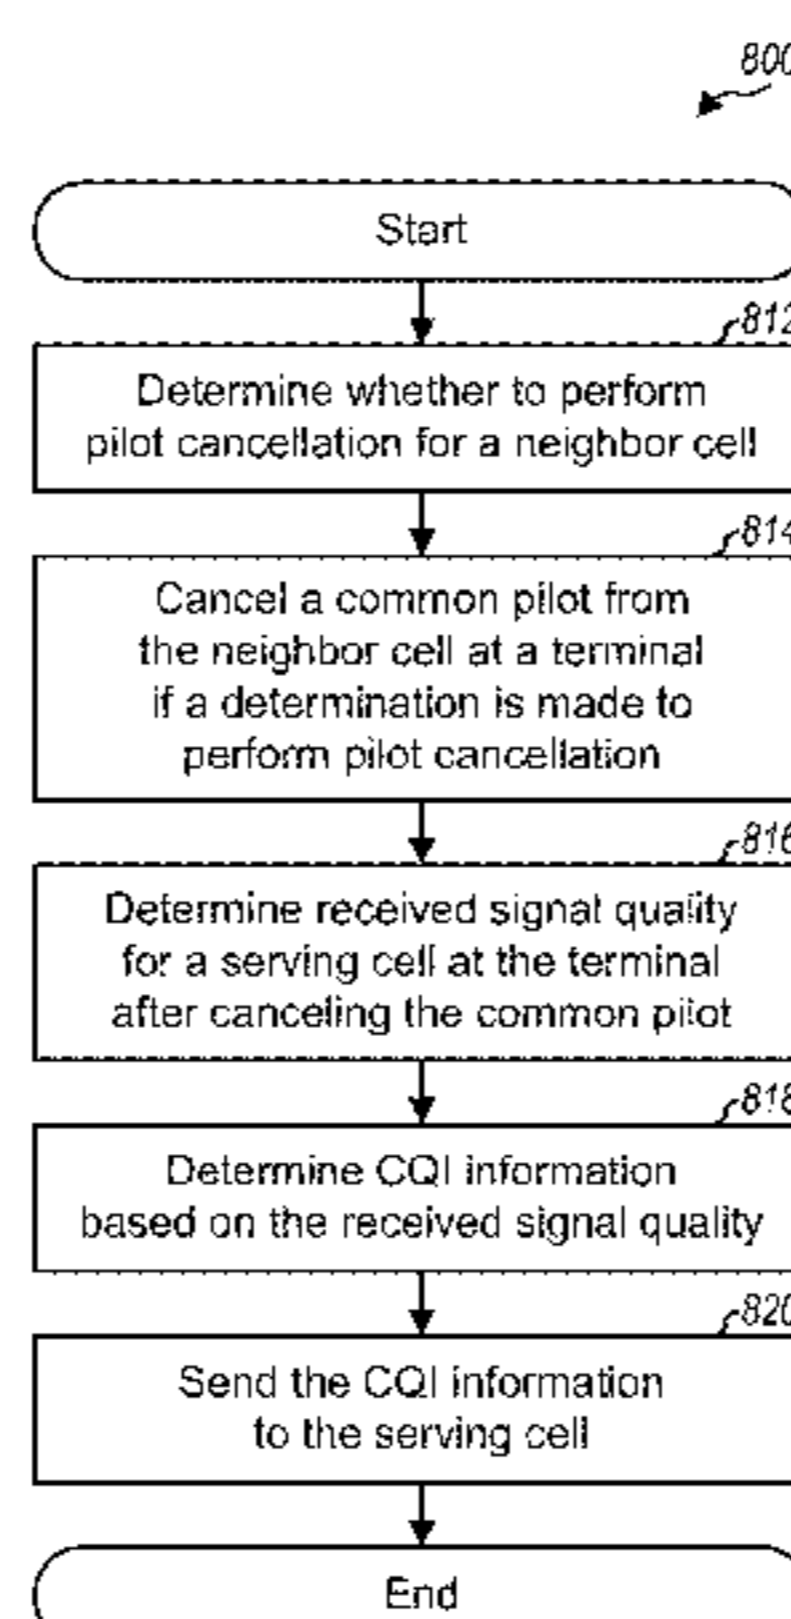 800
Start
812
Determine whether to perform
pilot cancellation for a neighbor cell
814
Cancel a common pilot from
the neighbor cell at a terminal
if a determination is made to
perform pilot cancellation
816
Determine received signal quality
for a serving cell at the terminal
after canceling the common pilot
818
Determine CQI information
based on the received signal quality
820
Send the CQI information
to the serving cell
End